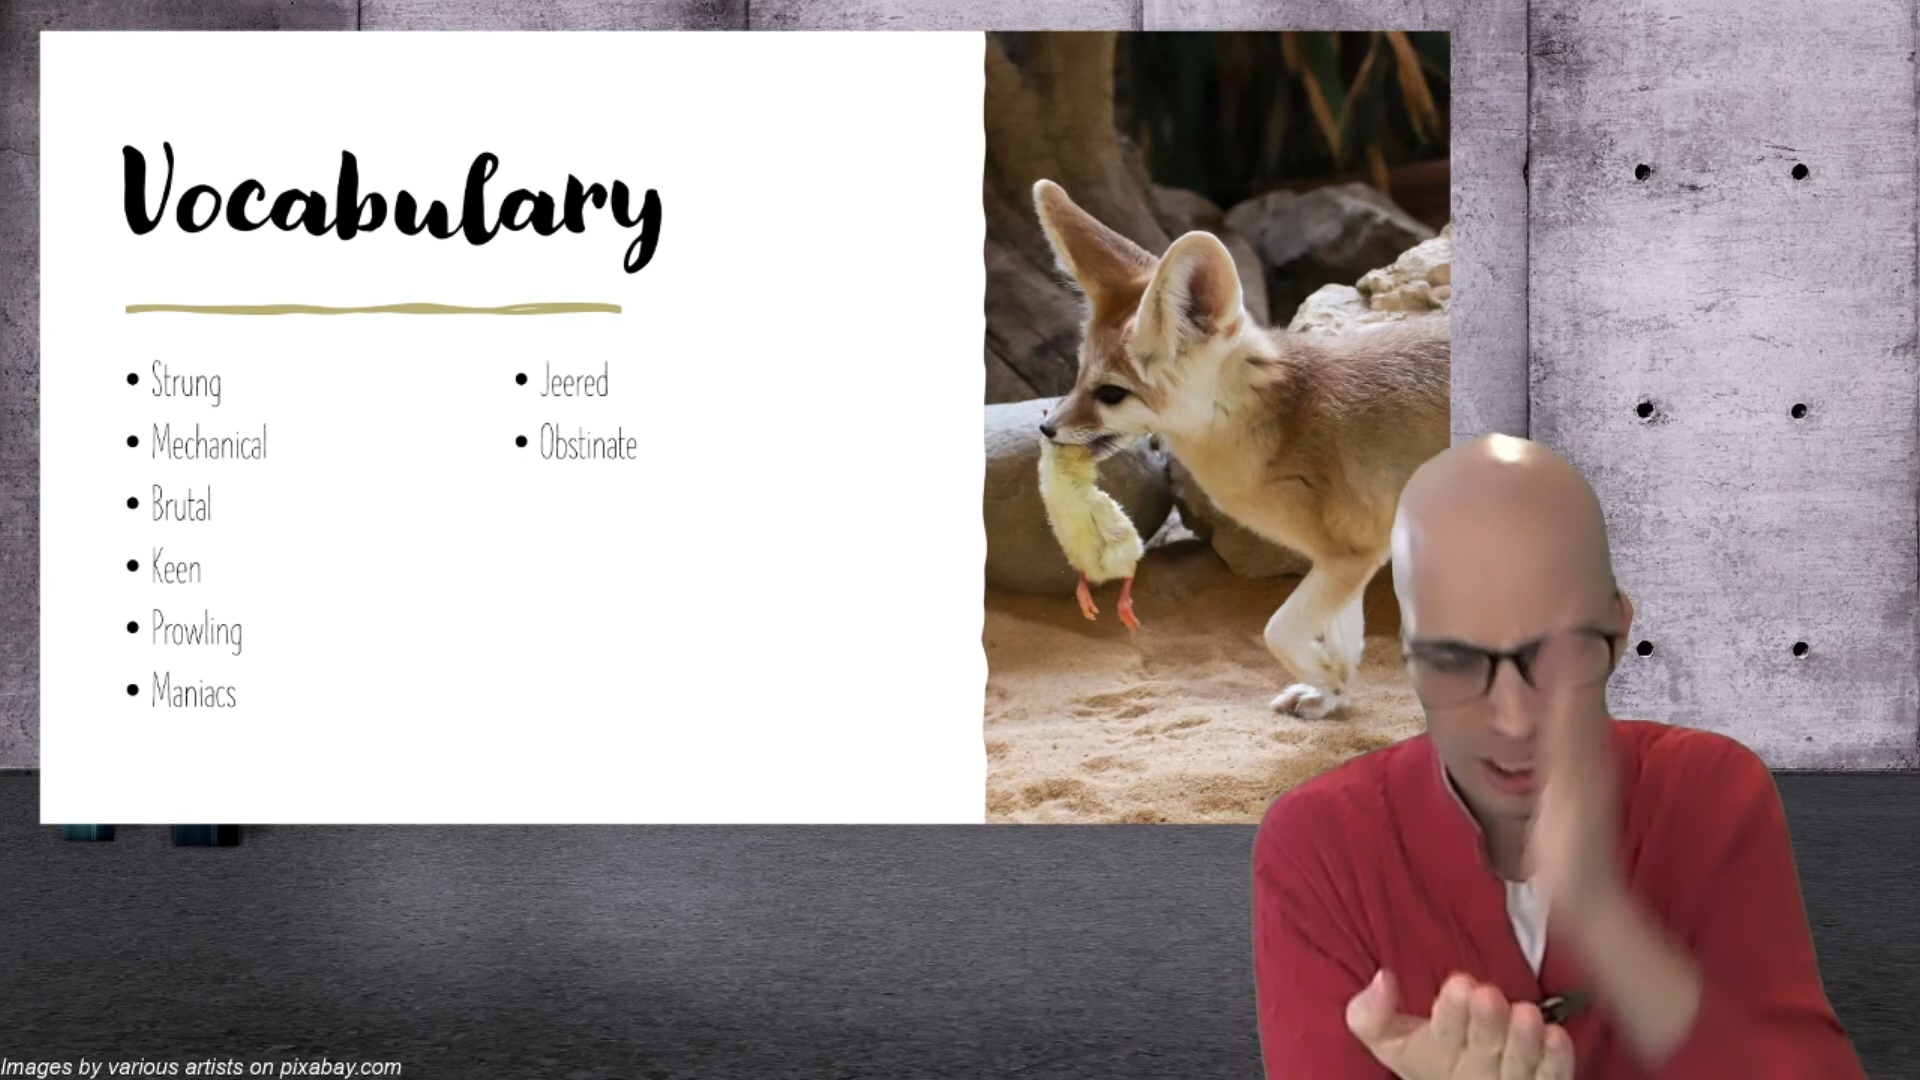 Vocabulary
• Strung
• Mechanical
• Brutal
• Keen
• Prowling
• Maniacs
• Jeered
• Obstinate
Images by various artists on pixabay.com